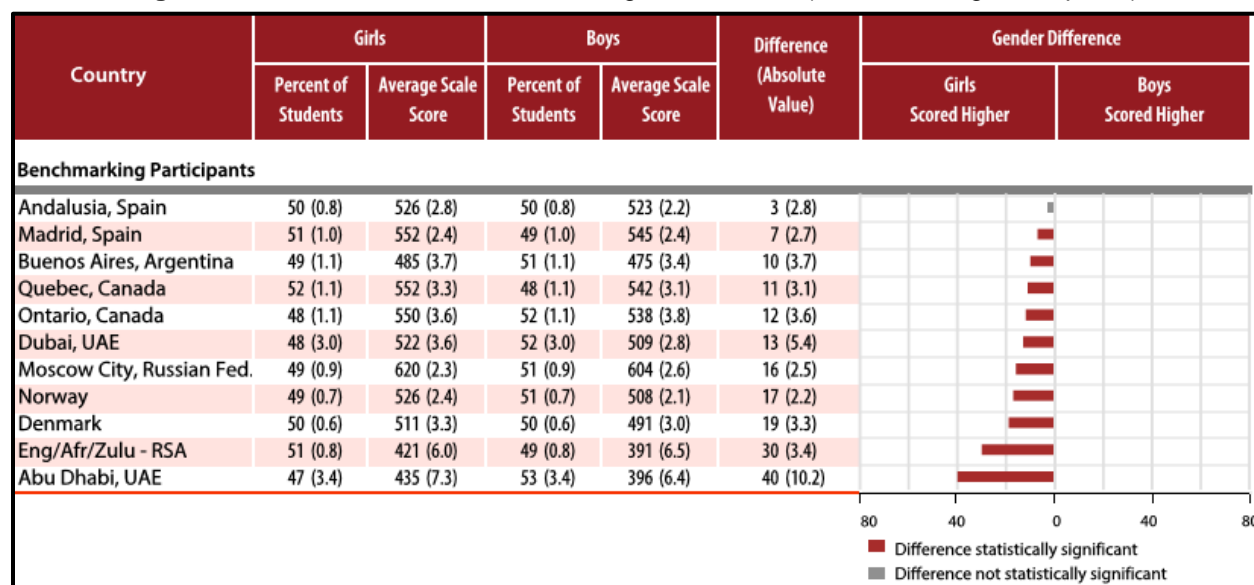 Country
Girls
Boys
Difference
(Absolute
Value)
Gender Difference
Percent of
Students
Average Scale
Score
Percent of
Students
Average Scale
Score
Girls
Scored Higher
Boys
Scored Higher
Benchmarking Participants
Andalusia, Spain 50 (0.8) 526 (2.8) 50 (0.8) 523 (2.2) 3 (2.8)
Madrid, Spain 51 (1.0) 552 (2.4) 49 (1.0) 545 (2.4) 7 (2.7)
Buenos Aires, Argentina 49 (1.1) 485 (3.7) 51 (1.1) 475 (3.4) 10 (3.7)
Quebec, Canada 52 (1.1) 552 (3.3) 48 (1.1) 542 (3.1) 11 (3.1)
Ontario, Canada 48 (1.1) 550 (3.6) 52 (1.1) 538 (3.8) 12 (3.6)
Dubai, UAE 48 (3.0) 522 (3.6) 52 (3.0) 509 (2.8) 13 (5.4)
Moscow City, Russian Fed. 49 (0.9) 620 (2.3) 51 (0.9) 604 (2.6) 16 (2.5)
Norway 49 (0.7) 526 (2.4) 51 (0.7) 508 (2.1) 17 (2.2)
Denmark 50 (0.6) 511 (3.3) 50 (0.6) 491 (3.0) 19 (3.3)
Eng/Afr/Zulu - RSA 51 (0.8) 421 (6.0) 49 (0.8) 391 (6.5) 30 (3.4)
Abu Dhabi, UAE 47 (3.4) 435 (7.3) 53 (3.4) 396 (6.4) 40 (10.2)
80 40 0 40 80
Difference statistically significant
Difference not statistically significant